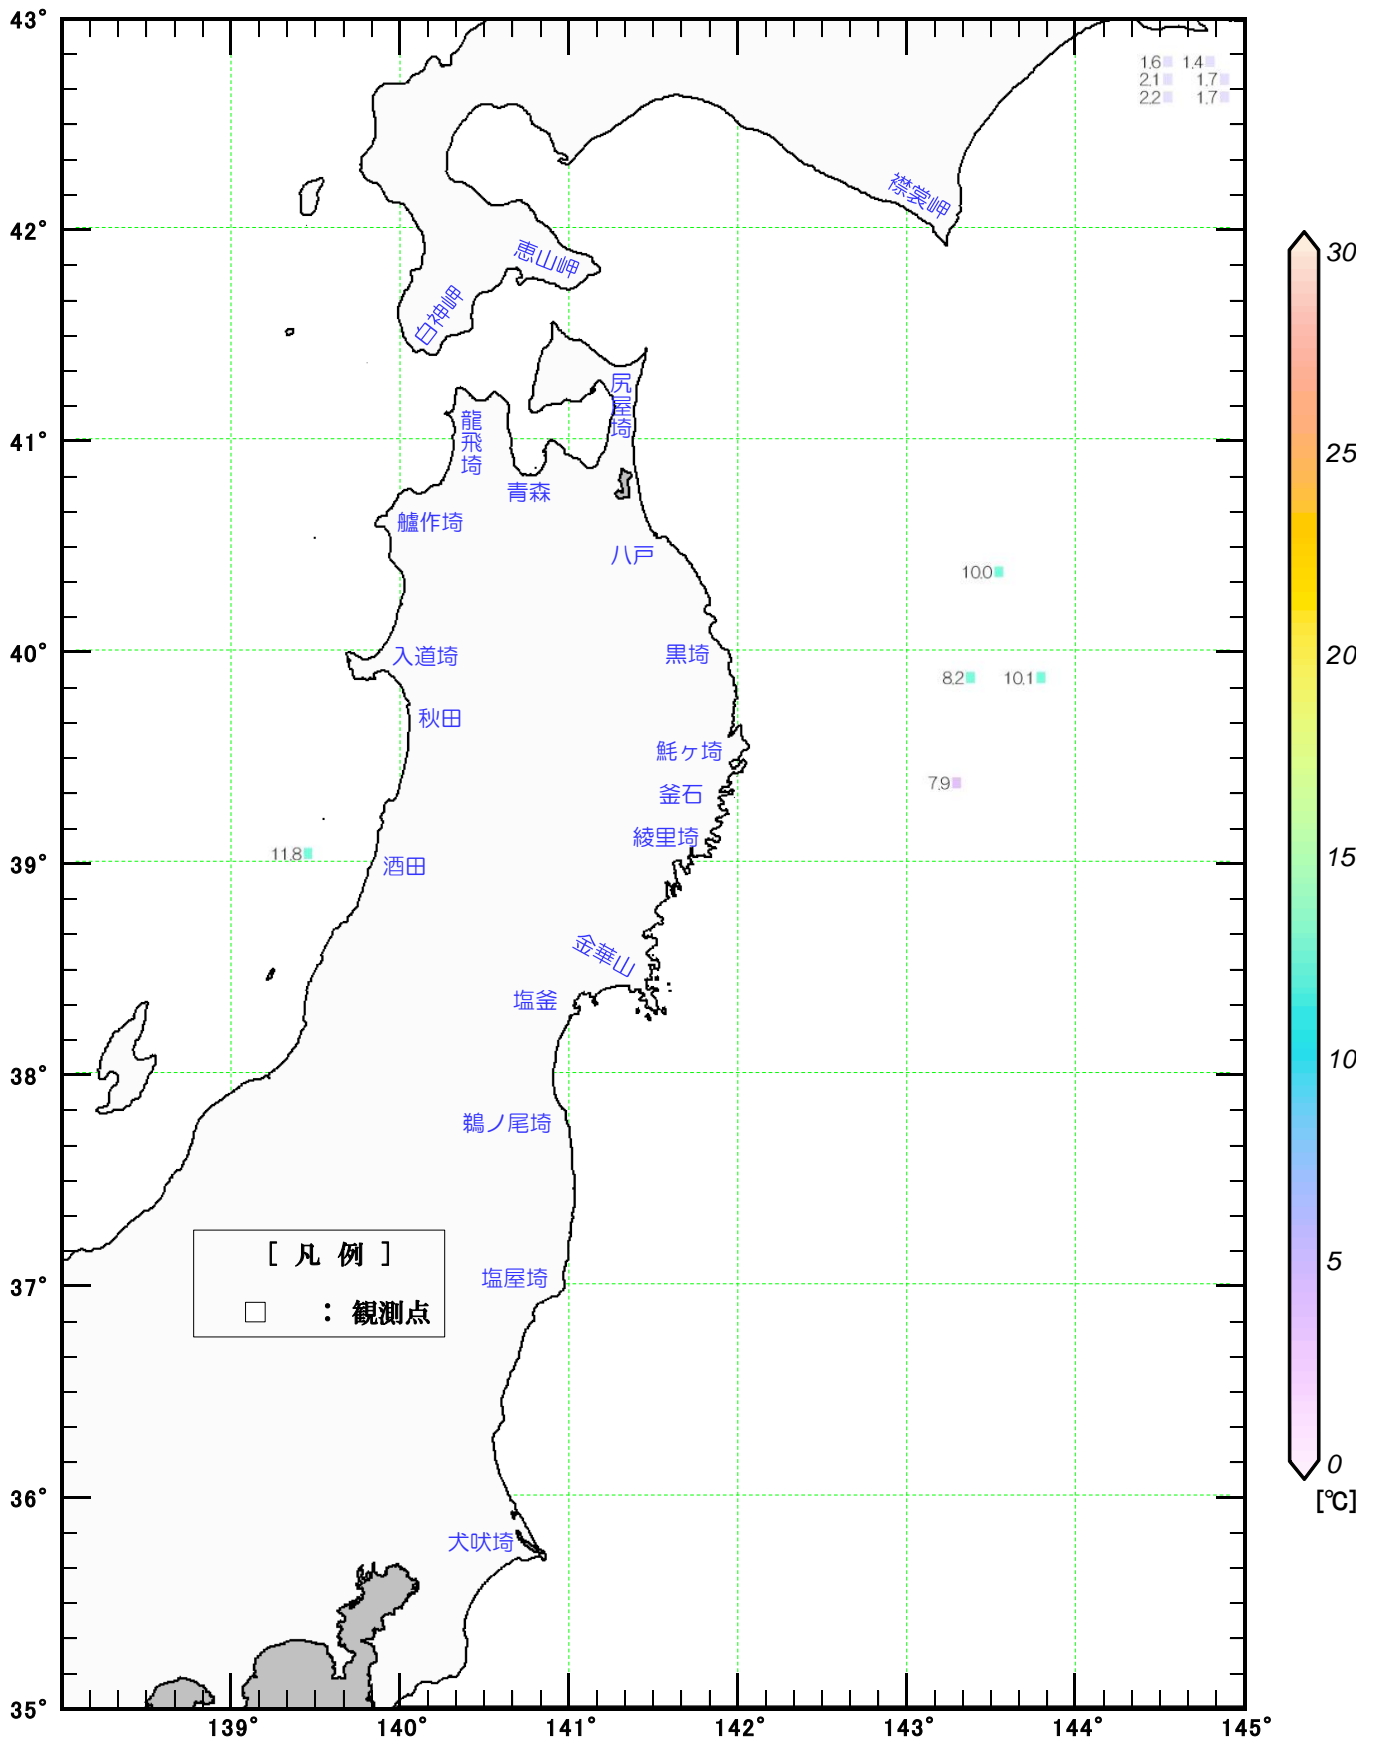 43°
1.6 1.4
2.1 1.7
2.2 1.7
襟裳岬
42°
恵山岬
白神岬
30
尻屋埼
龍飛埼
41°
25
青森
艫作埼
八戸
10.0
40°
入道埼
黒埼
20
8.2 10.1
秋田
魹ヶ埼
7.9
釜石
綾里埼
11.8
39°
酒田
15
金華山
塩釜
38°
10
鵜ノ尾埼
[ 凡 例 ]
5
37°
塩屋埼
□ : 観測点
0
[℃]
36°
犬吠埼
35°
139° 140° 141° 142° 143° 144° 145°